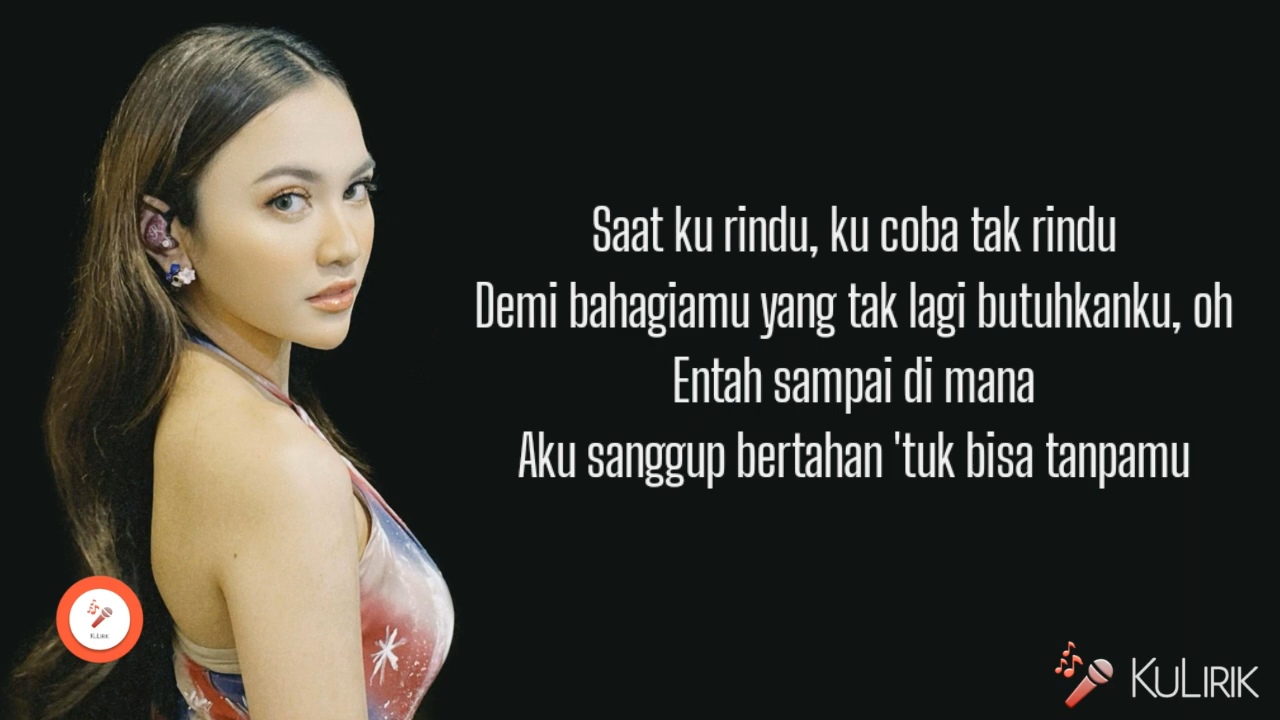 Saat ku rindu, ku coba tak rindu
Demi bahagiamu yang tak lagi butuhkanku, oh
Entah sampai di mana
Aku sanggup bertahan 'tuk bisa tanpamu
KULIRIK
KULIRIK